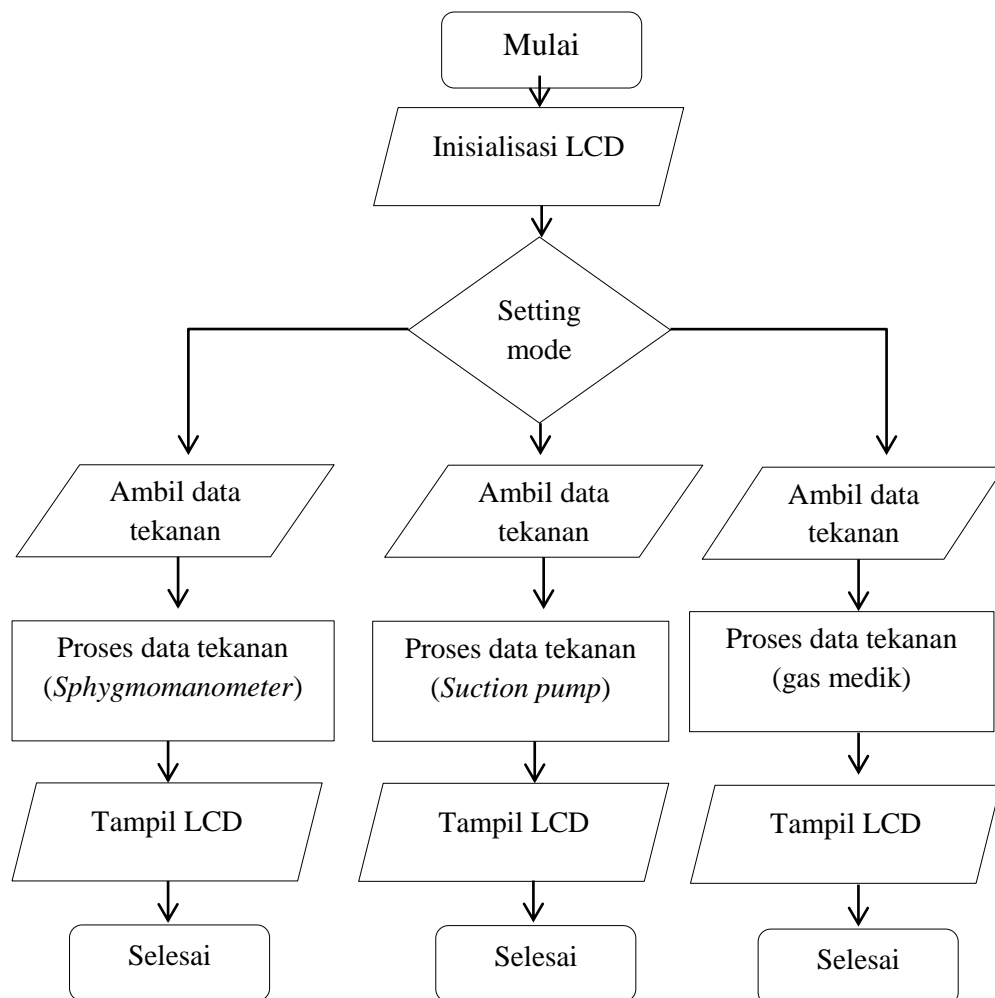 Mulai
Inisialisasi LCD
Setting
mode
Ambil data
tekanan
Ambil data
tekanan
Ambil data
tekanan
Proses data tekanan
(Sphygmomanometer)
Proses data tekanan
(Suction pump)
Proses data tekanan
(gas medik)
Tampil LCD
Tampil LCD
Tampil LCD
Selesai
Selesai
Selesai